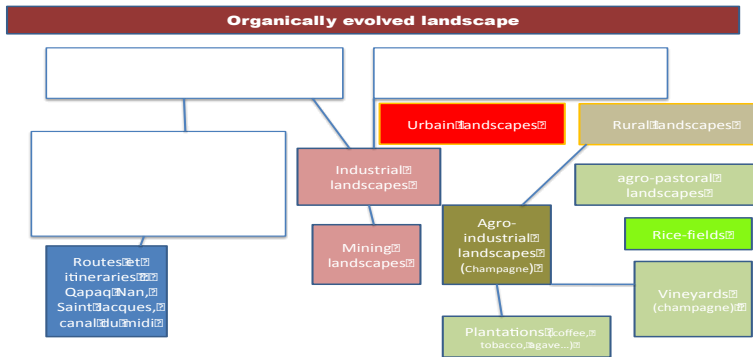 Organically evolved landscape
Urbain landscapes
Rural landscapes
Industrial
landscapes
agro-pastoral
landscapes
Agro-
industrial
landscapes
(Champagne)
Mining
landscapes
Rice-fields
Routes et
itineraries
Qapaq Nan,
Saint Jacques,
canal du midi
Vineyards
(champagne)
Plantations (coffee,
tobacco, agave...)